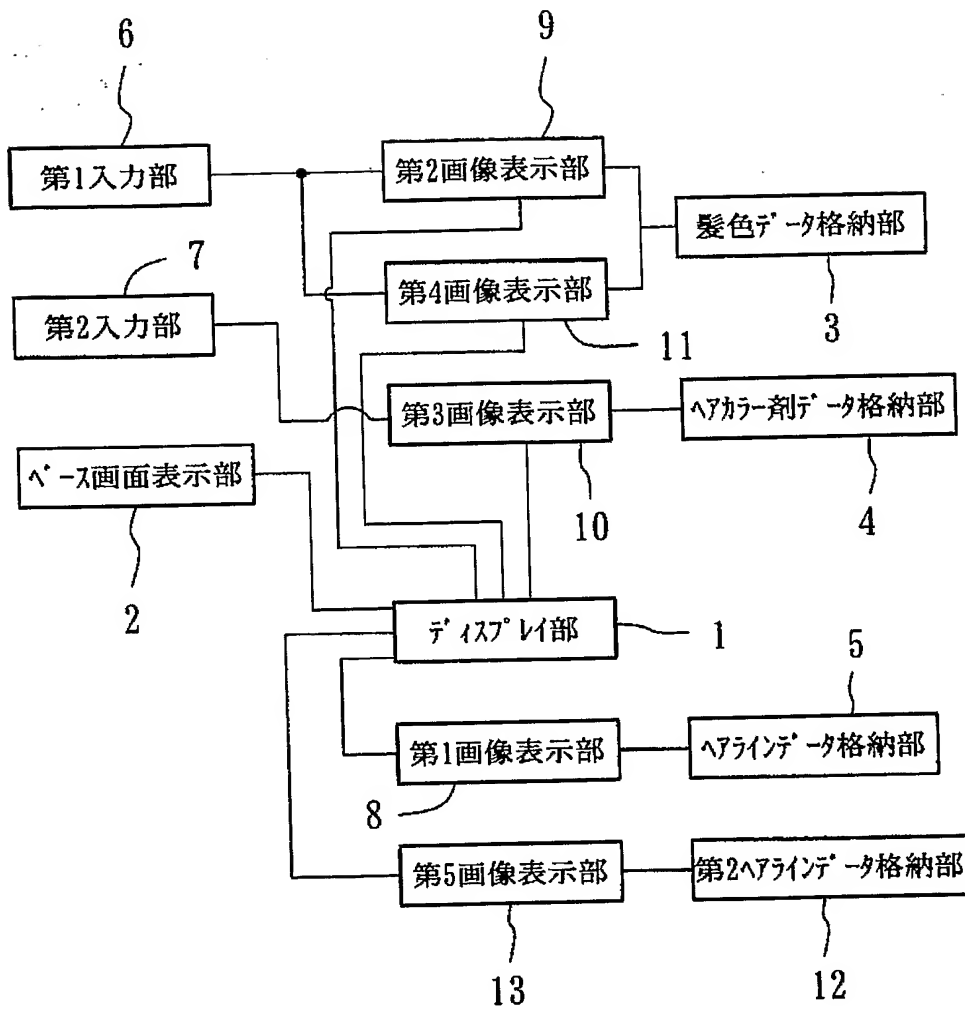 6
9
第1入力部
第2画像表示部
髪色データ格納部
7
3
第4画像表示部
第2入力部
11
第3画像表示部
ヘアカラー剤データ格納部
ベース画面表示部
10
4
2
ディスプレイ部
1
5
第1画像表示部
ヘアラインデータ格納部
8
第5画像表示部
第2ヘアラインデータ格納部
13
12